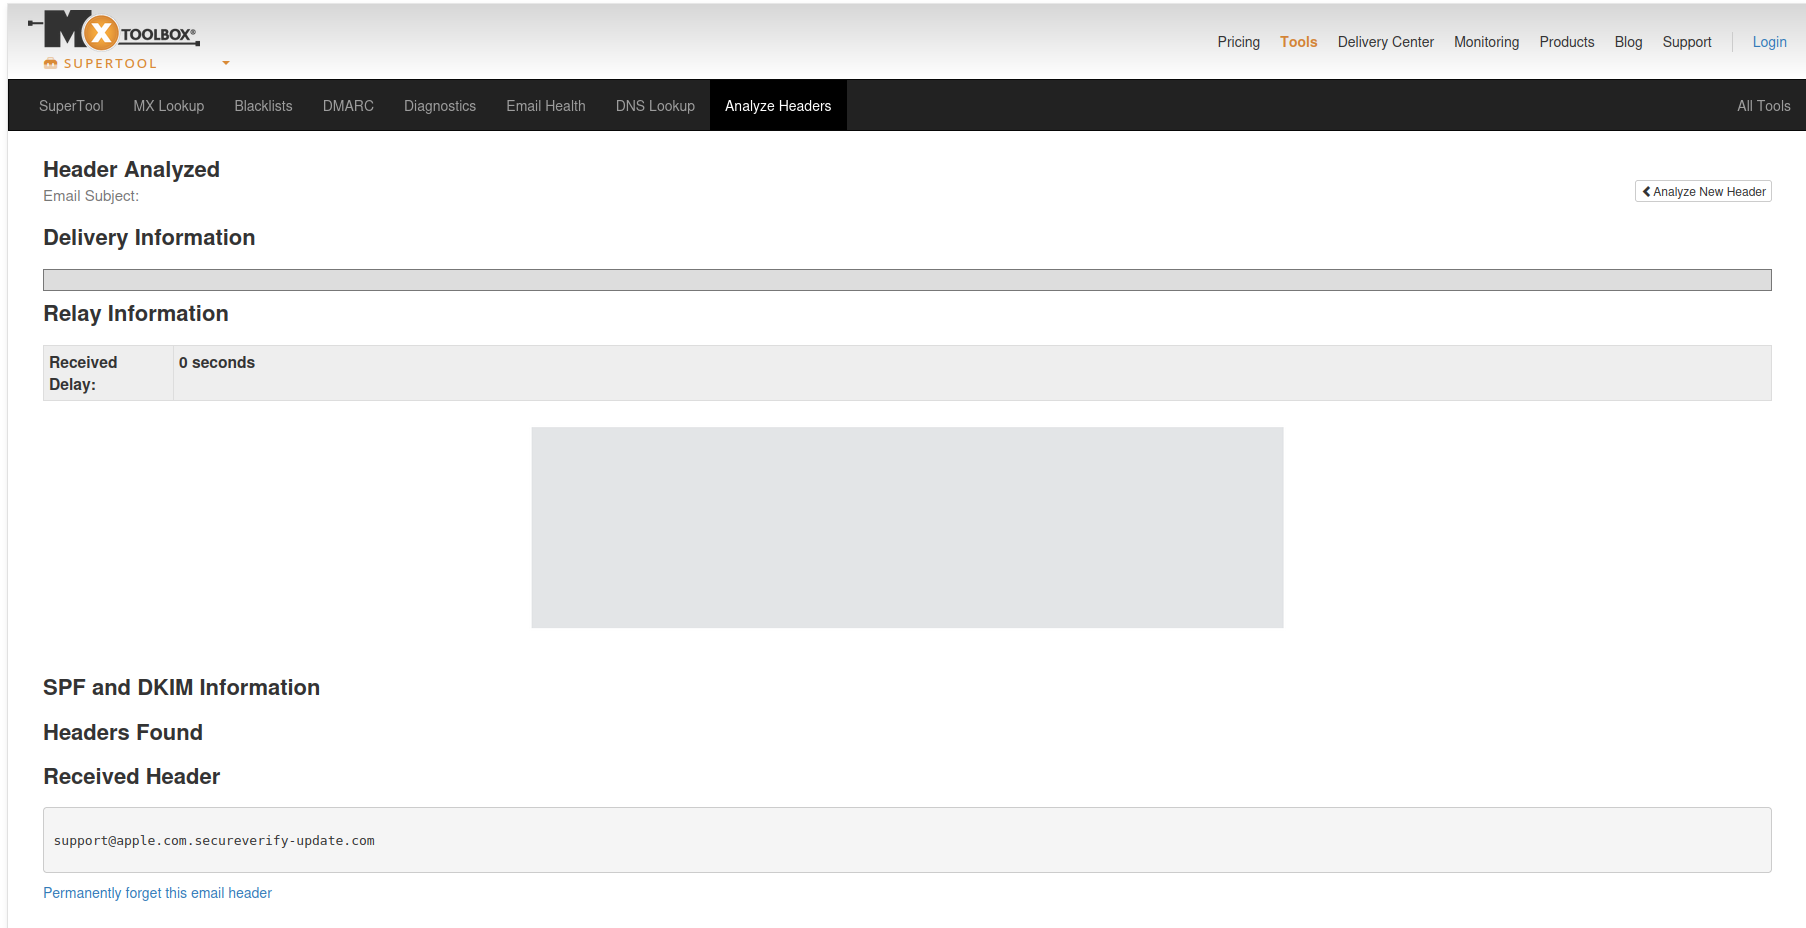 MX TOOLBOX®
SUPERTOOL
Pricing Tools Delivery Center Monitoring Products Blog Support Login
SuperTool MX Lookup Blacklists DMARC Diagnostics Email Health DNS Lookup Analyze Headers All Tools
Header Analyzed
Email Subject:
Analyze New Header
Delivery Information
Relay Information
Received 0 seconds
Delay:
SPF and DKIM Information
Headers Found
Received Header
support@apple.com.secureverify-update.com
Permanently forget this email header